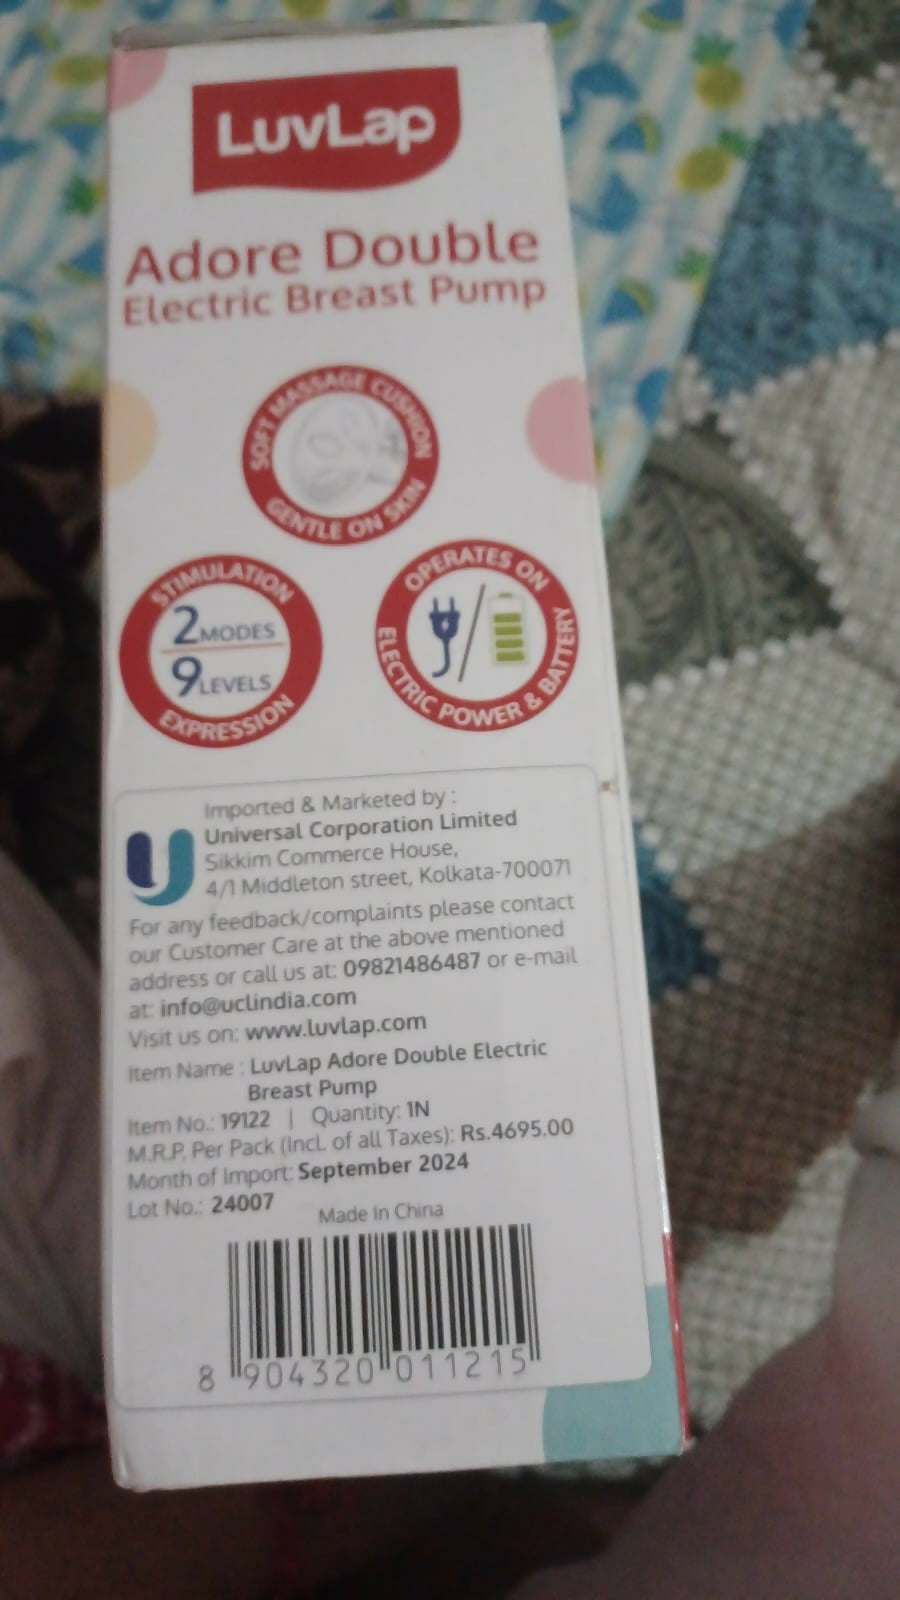 LuvLap
Adore Double
Electric Breast Pump
SOFT MASSAGE CUSHION
GENTLE ON SKIN
STIMULATION
2 MODES
9 LEVELS
EXPRESSION
OPERATES ON
ELECTRIC POWER & BATTERY
Imported & Marketed by :
Universal Corporation Limited
Sikkim Commerce House,
4/1 Middleton street, Kolkata-700071
For any feedback/complaints please contact
our Customer Care at the above mentioned
address or call us at: 09821486487 or e-mail
at: info@uclindia.com
Visit us on: www.luvlap.com
Item Name : LuvLap Adore Double Electric
Breast Pump
Item No.: 19122 | Quantity: 1N
M.R.P. Per Pack (Incl. of all Taxes): Rs.4695.00
Month of Import: September 2024
Lot No.: 24007
Made In China
8 904320 011215